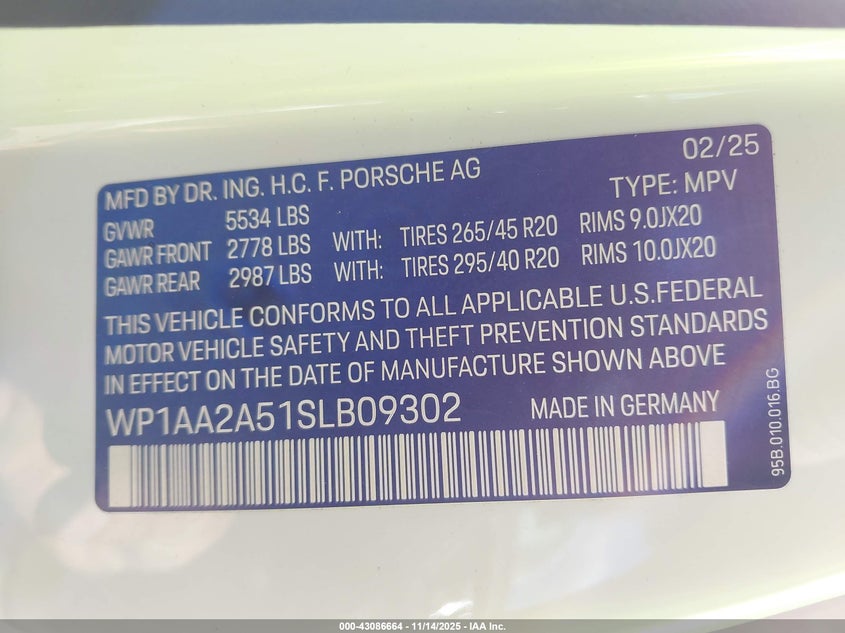 02/25
MFD BY DR. ING. H.C. F. PORSCHE AG
TYPE: MPV
GVWR 5534 LBS
GAWR FRONT 2778 LBS WITH: TIRES 265/45 R20 RIMS 9.0JX20
GAWR REAR 2987 LBS WITH: TIRES 295/40 R20 RIMS 10.0JX20
THIS VEHICLE CONFORMS TO ALL APPLICABLE U.S.FEDERAL
MOTOR VEHICLE SAFETY AND THEFT PREVENTION STANDARDS
IN EFFECT ON THE DATE OF MANUFACTURE SHOWN ABOVE
WP1AA2A51SLB09302 MADE IN GERMANY
95B.010.016.BG
000-43086664 - 11/14/2025 - IAA Inc.